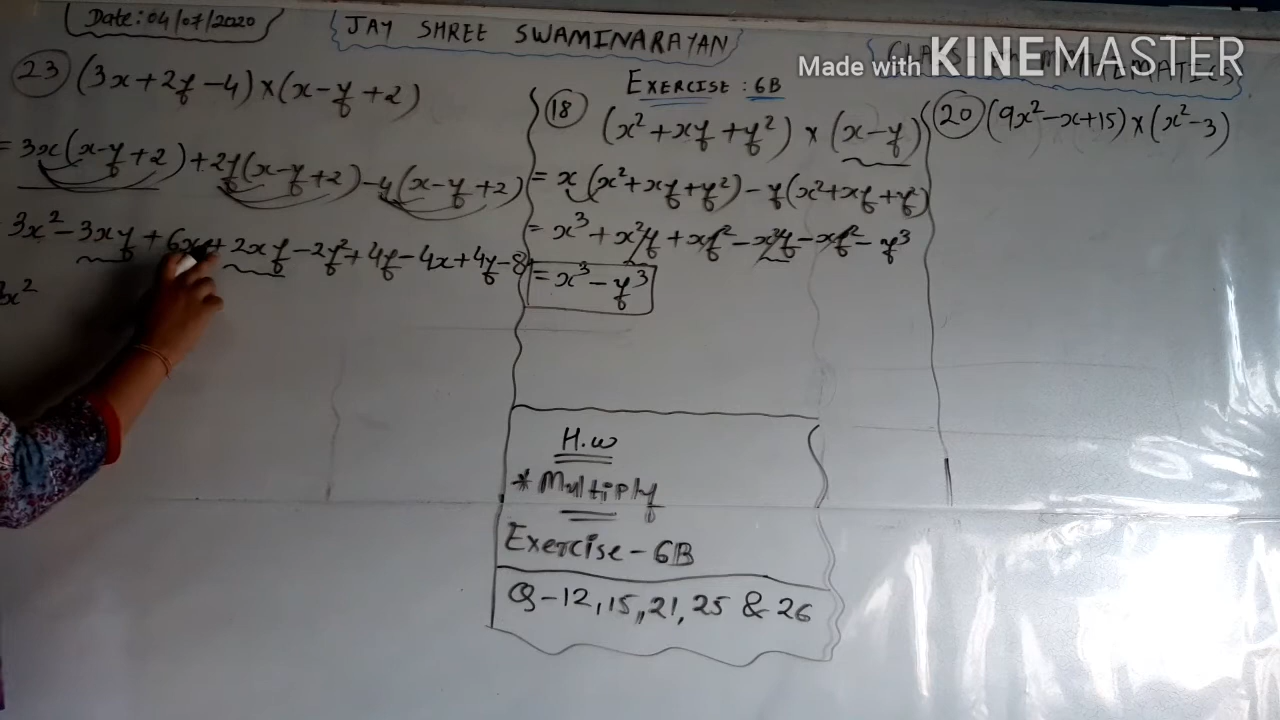 Date: 04/07/2020
JAY SHREE SWAMINARAYAN
Made with KINEMASTER
23 (3x+2y-4)×(x-y+2)
= 3x(x-y+2)+2y(x-y+2)-4(x-y+2)
3x²-3xy+6x+2xy-2y²+4y-4x+4y-8
3x²
EXERCISE : 6B
18 (x²+xy+y²)×(x-y)
= x(x²+xy+y²)-y(x²+xy+y²)
= x³+x²y+xy²-x²y-xy²-y³
= x³-y³
H.W
* Multiply
Exercise-6B
Q-12,15,21,25 & 26
20 (9x²-x+15)×(x²-3)